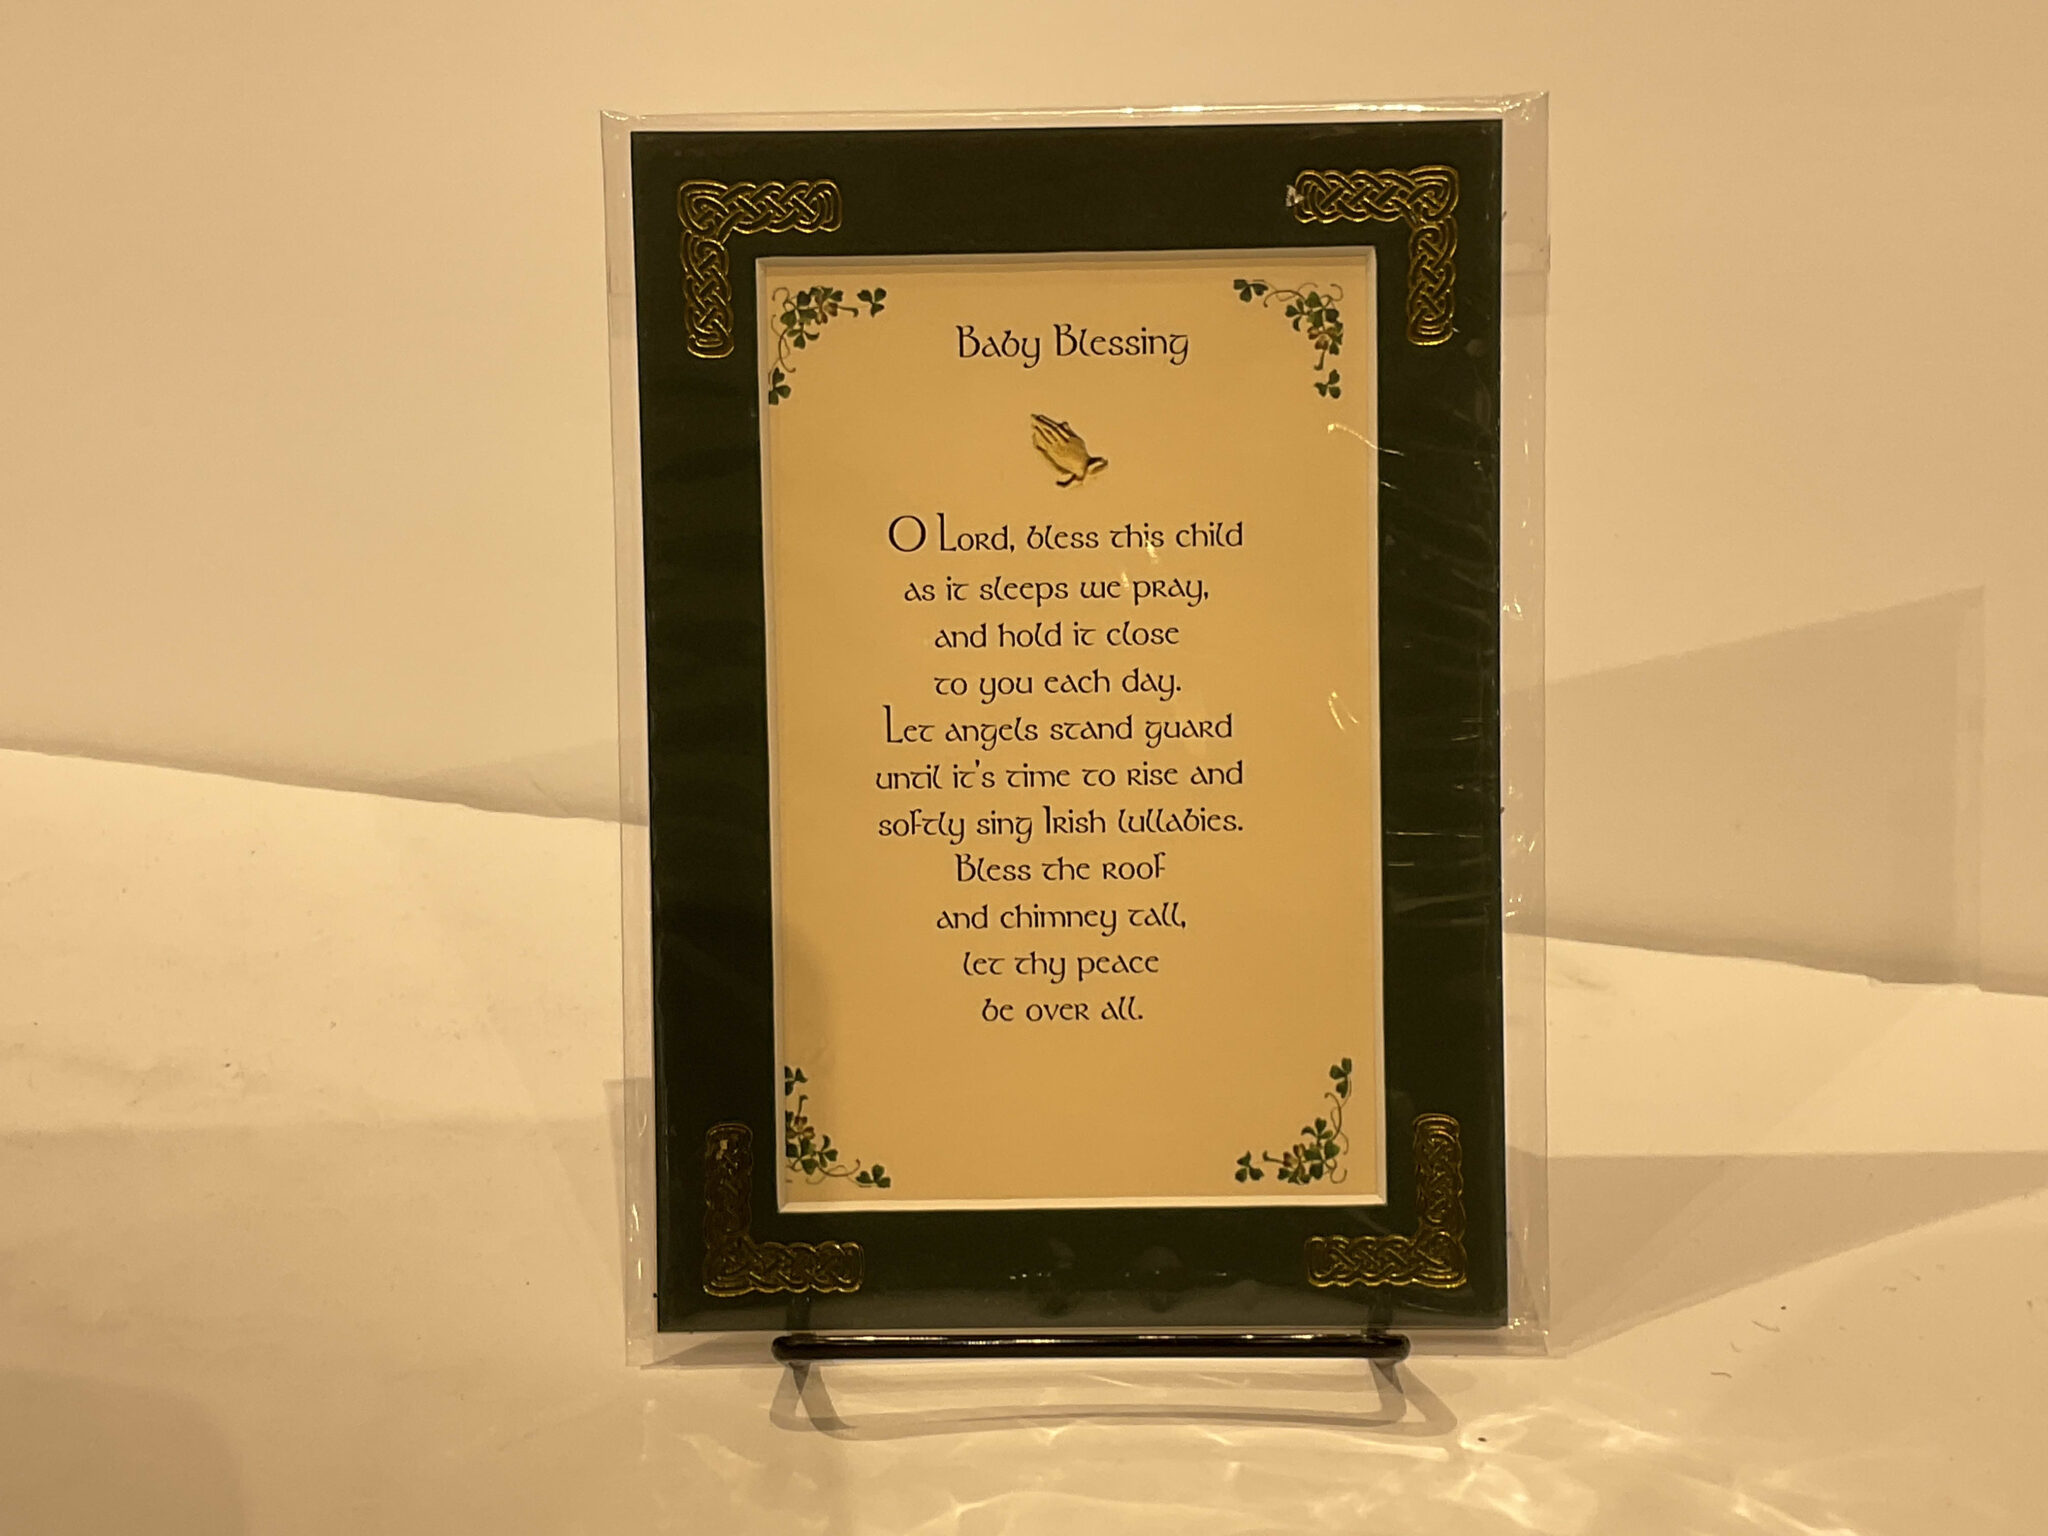 Baby Blessing
O Lord, bless this child
as it sleeps we pray,
and hold it close
to you each day.
Let angels stand guard
until it's time to rise and
softly sing Irish lullabies.
Bless the roof
and chimney tall,
let thy peace
be over all.